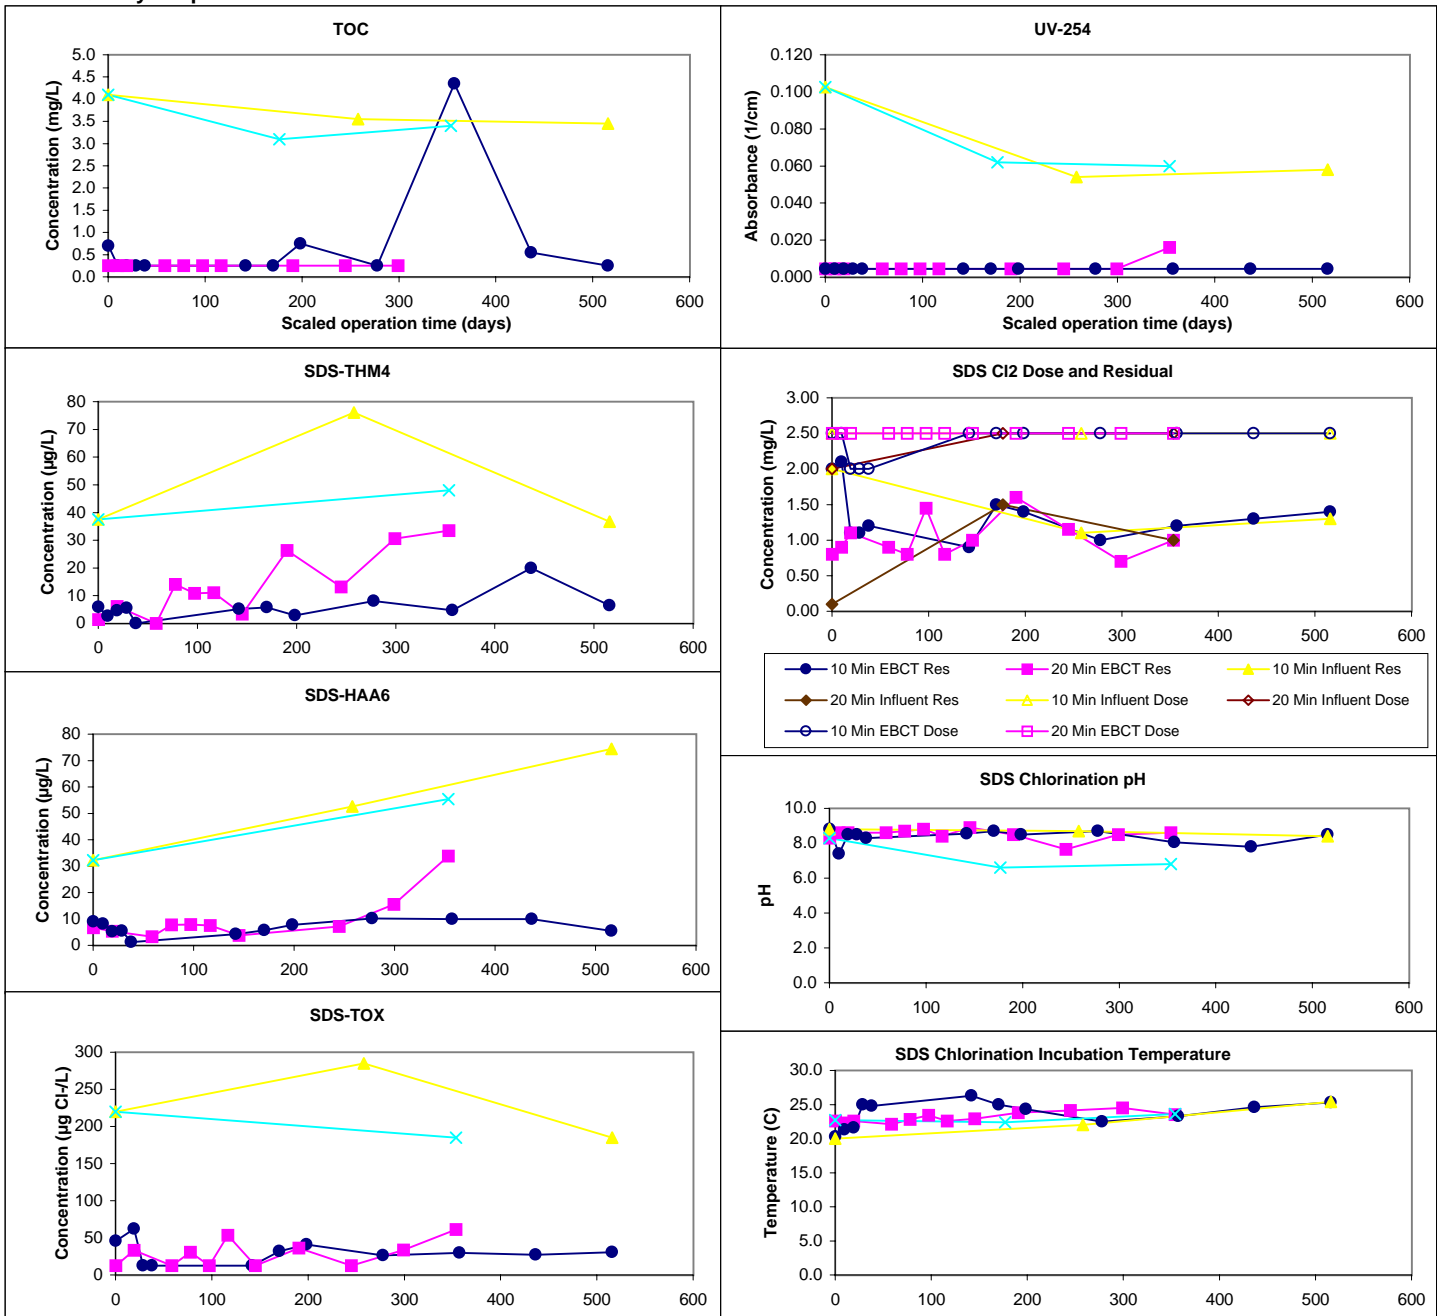 TOC
Concentration (mg/L)
5.0
4.5
4.0
3.5
3.0
2.5
2.0
1.5
1.0
0.5
0.0
0 100 200 300 400 500 600
Scaled operation time (days)
UV-254
Absorbance (1/cm)
0.120
0.100
0.080
0.060
0.040
0.020
0.000
0 100 200 300 400 500 600
Scaled operation time (days)
SDS-THM4
Concentration (µg/L)
80
70
60
50
40
30
20
10
0
0 100 200 300 400 500 600
SDS Cl2 Dose and Residual
Concentration (mg/L)
3.00
2.50
2.00
1.50
1.00
0.50
0.00
0 100 200 300 400 500 600
10 Min EBCT Res 20 Min EBCT Res 10 Min Influent Res
20 Min Influent Res 10 Min Influent Dose 20 Min Influent Dose
10 Min EBCT Dose 20 Min EBCT Dose
SDS-HAA6
Concentration (µg/L)
80
70
60
50
40
30
20
10
0
0 100 200 300 400 500 600
SDS Chlorination pH
pH
10.0
8.0
6.0
4.0
2.0
0.0
0 100 200 300 400 500 600
SDS-TOX
Concentration (µg Cl-/L)
300
250
200
150
100
50
0
0 100 200 300 400 500 600
SDS Chlorination Incubation Temperature
Temperature (C)
30.0
25.0
20.0
15.0
10.0
5.0
0.0
0 100 200 300 400 500 600